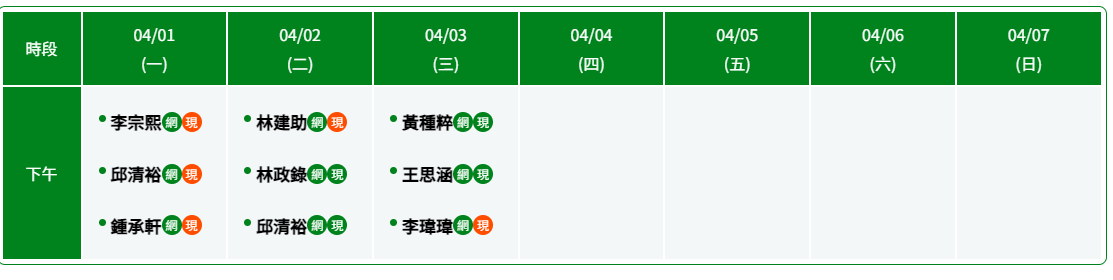 時段 04/01 04/02 04/03 04/04 04/05 04/06 04/07
(一) (二) (三) (四) (五) (六) (日)
李宗熙網現 林建助網現 黃種粹網現
下午 邱清裕網現 林政錄網現 王思涵網現
鍾承軒網現 邱清裕網現 李瑋瑋網現